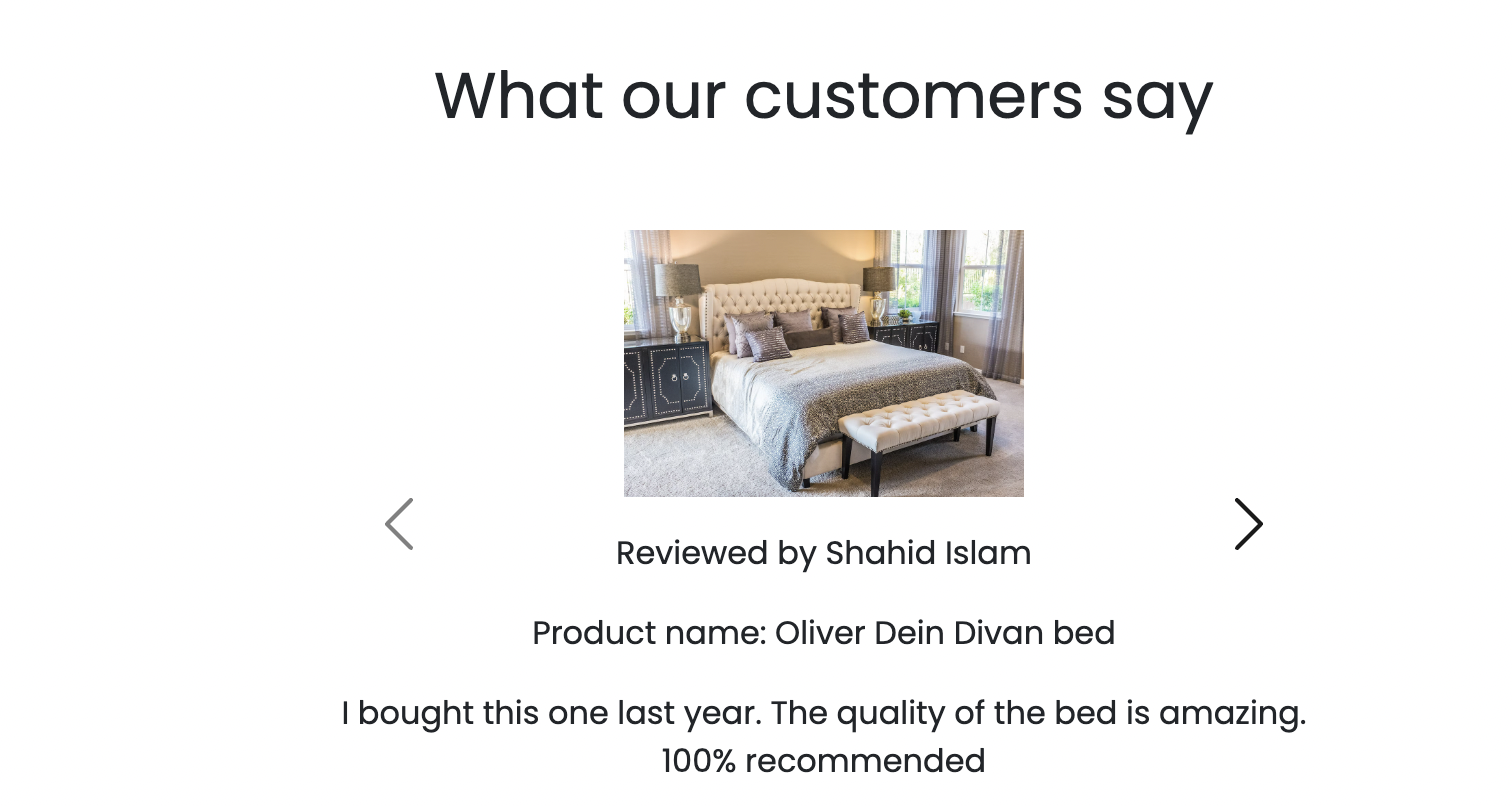 What our customers say
Reviewed by Shahid Islam
Product name: Oliver Dein Divan bed
I bought this one last year. The quality of the bed is amazing.
100% recommended